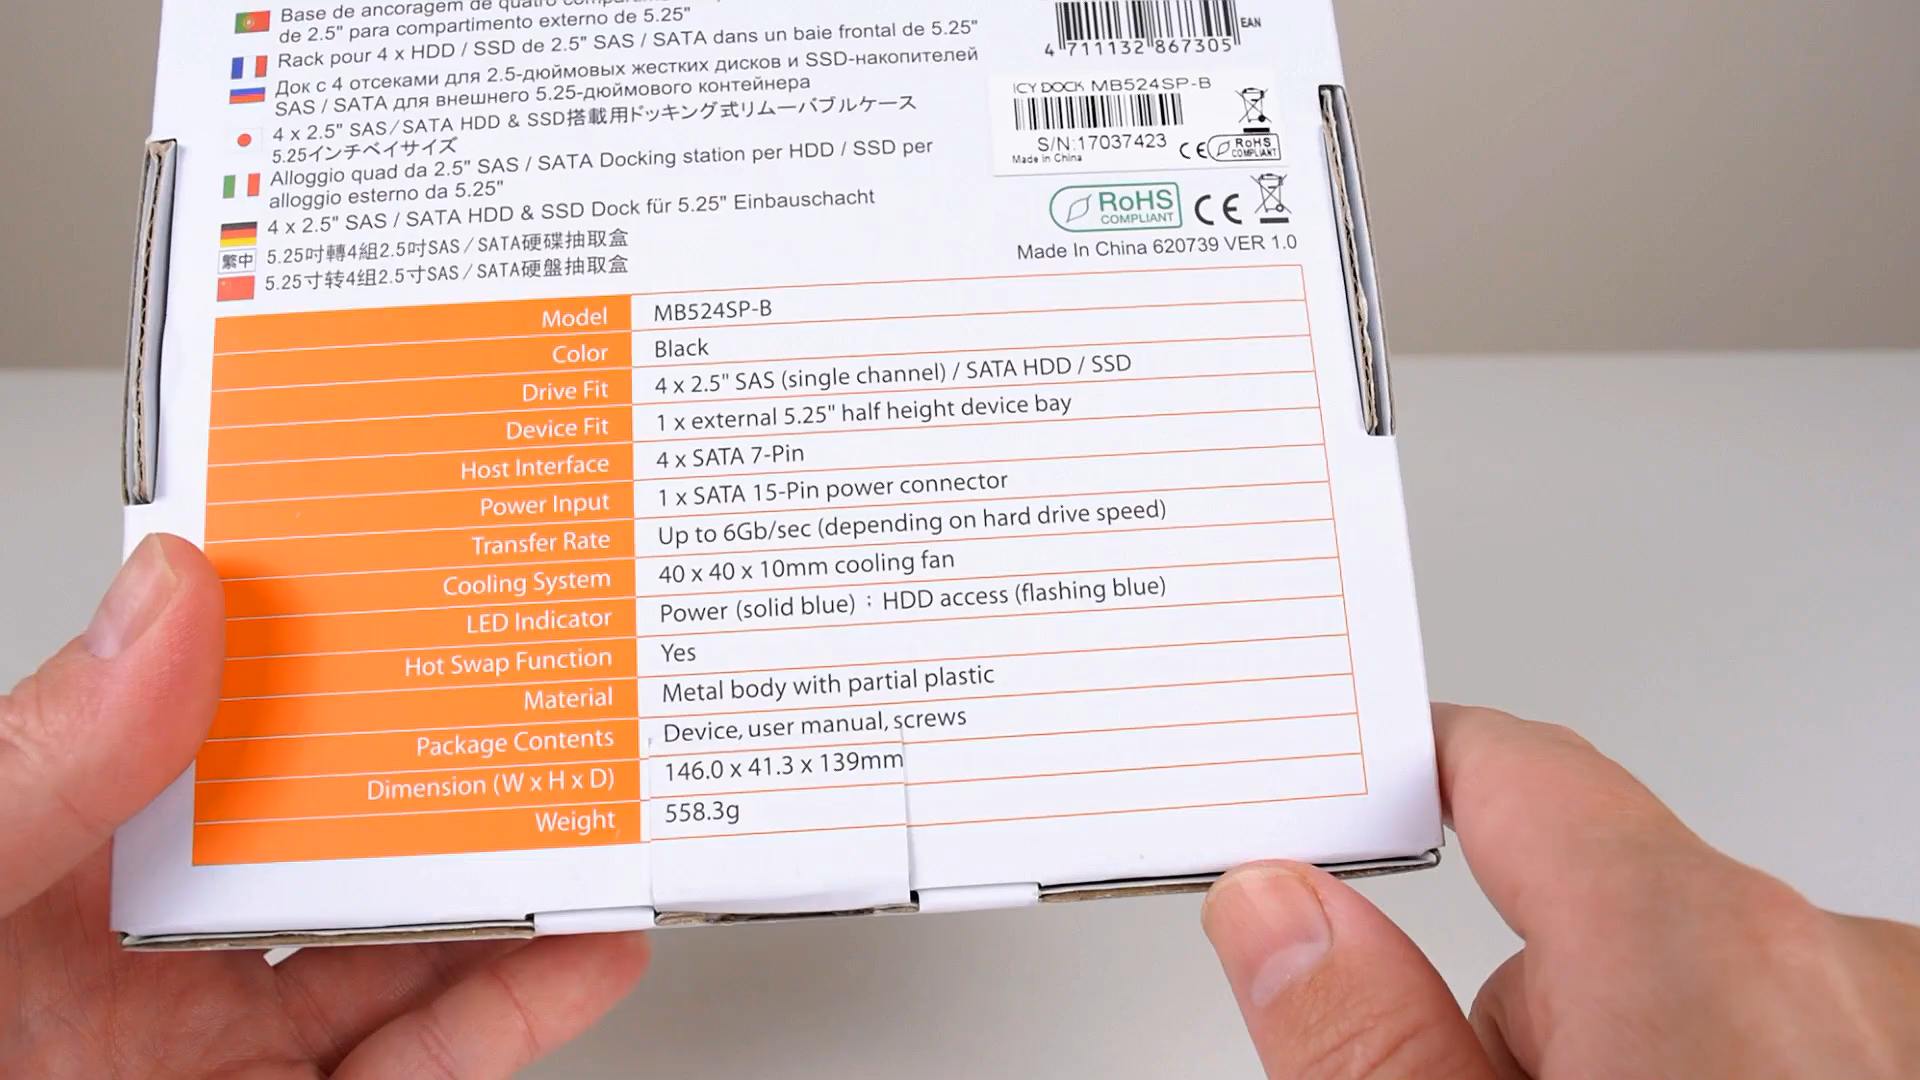 Base de ancoragem de quatro
de 2.5" para compartimento externo de 5.25"
Rack pour 4 x HDD / SSD de 2.5" SAS / SATA dans un baie frontal de 5.25"
Док с 4 отсеками для 2.5-дюймовых жестких дисков и SSD-накопителей
SAS / SATA для внешнего 5.25-дюймового контейнера
4 x 2.5" SAS/SATA HDD & SSD搭載用ドッキング式リムーバブルケース
5.25インチベイサイズ
Alloggio quad da 2.5" SAS / SATA Docking station per HDD / SSD per
alloggio esterno da 5.25"
4 x 2.5" SAS / SATA HDD & SSD Dock für 5.25" Einbauschacht
繁中 5.25吋轉4組2.5吋SAS/SATA硬碟抽取盒
5.25寸转4组2.5寸SAS/SATA硬盤抽取盒
EAN
4 711132 867305
ICY DOCK MB524SP-B
S/N:17037423
Made in China
CE RoHS COMPLIANT
RoHS COMPLIANT CE
Made In China 620739 VER 1.0
Model MB524SP-B
Color Black
Drive Fit 4 x 2.5" SAS (single channel) / SATA HDD / SSD
Device Fit 1 x external 5.25" half height device bay
Host Interface 4 x SATA 7-Pin
Power Input 1 x SATA 15-Pin power connector
Transfer Rate Up to 6Gb/sec (depending on hard drive speed)
Cooling System 40 x 40 x 10mm cooling fan
LED Indicator Power (solid blue) : HDD access (flashing blue)
Hot Swap Function Yes
Material Metal body with partial plastic
Package Contents Device, user manual, screws
Dimension (W x H x D) 146.0 x 41.3 x 139mm
Weight 558.3g